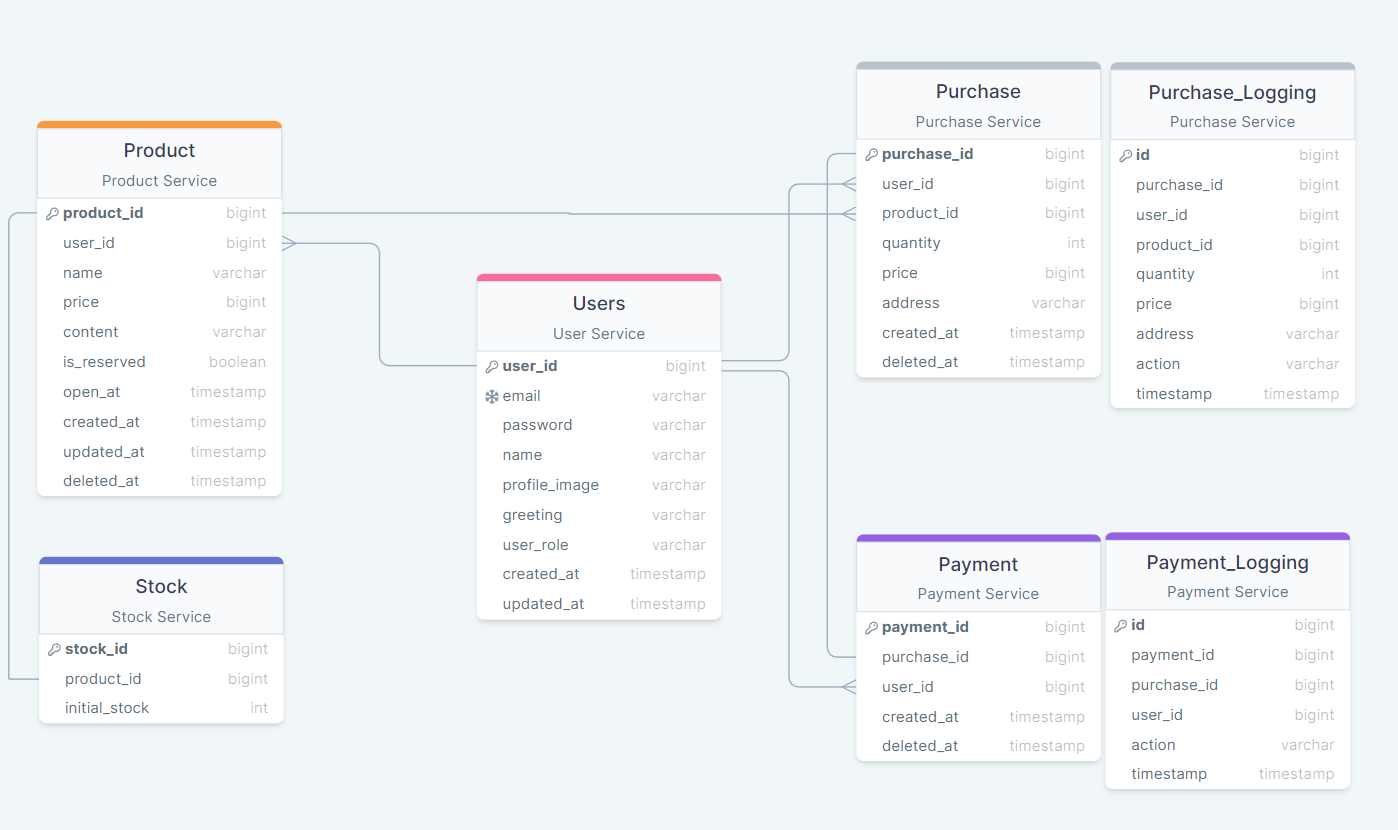 Product
Product Service
product_id bigint
user_id bigint
name varchar
price bigint
content varchar
is_reserved boolean
open_at timestamp
created_at timestamp
updated_at timestamp
deleted_at timestamp
Stock
Stock Service
stock_id bigint
product_id bigint
initial_stock int
Users
User Service
user_id bigint
email varchar
password varchar
name varchar
profile_image varchar
greeting varchar
user_role varchar
created_at timestamp
updated_at timestamp
Purchase
Purchase Service
purchase_id bigint
user_id bigint
product_id bigint
quantity int
price bigint
address varchar
created_at timestamp
deleted_at timestamp
Purchase_Logging
Purchase Service
id bigint
purchase_id bigint
user_id bigint
product_id bigint
quantity int
price bigint
address varchar
action varchar
timestamp timestamp
Payment
Payment Service
payment_id bigint
purchase_id bigint
user_id bigint
created_at timestamp
deleted_at timestamp
Payment_Logging
Payment Service
id bigint
payment_id bigint
purchase_id bigint
user_id bigint
action varchar
timestamp timestamp